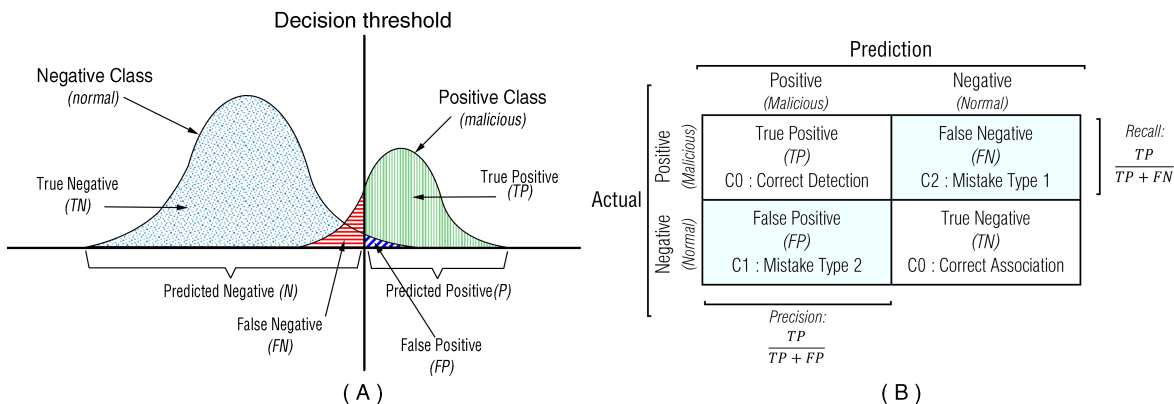 Decision threshold
Negative Class
(normal)
Positive Class
(malicious)
True Negative
(TN)
True Positive
(TP)
Predicted Negative (N)
Predicted Positive(P)
False Negative
(FN)
False Positive
(FP)
( A )
Prediction
Positive
(Malicious)
Negative
(Normal)
Actual
Positive
(Malicious)
True Positive
(TP)
C0 : Correct Detection
False Negative
(FN)
C2 : Mistake Type 1
Recall:
TP
TP + FN
Negative
(Normal)
False Positive
(FP)
C1 : Mistake Type 2
True Negative
(TN)
C0 : Correct Association
Precision:
TP
TP + FP
( B )